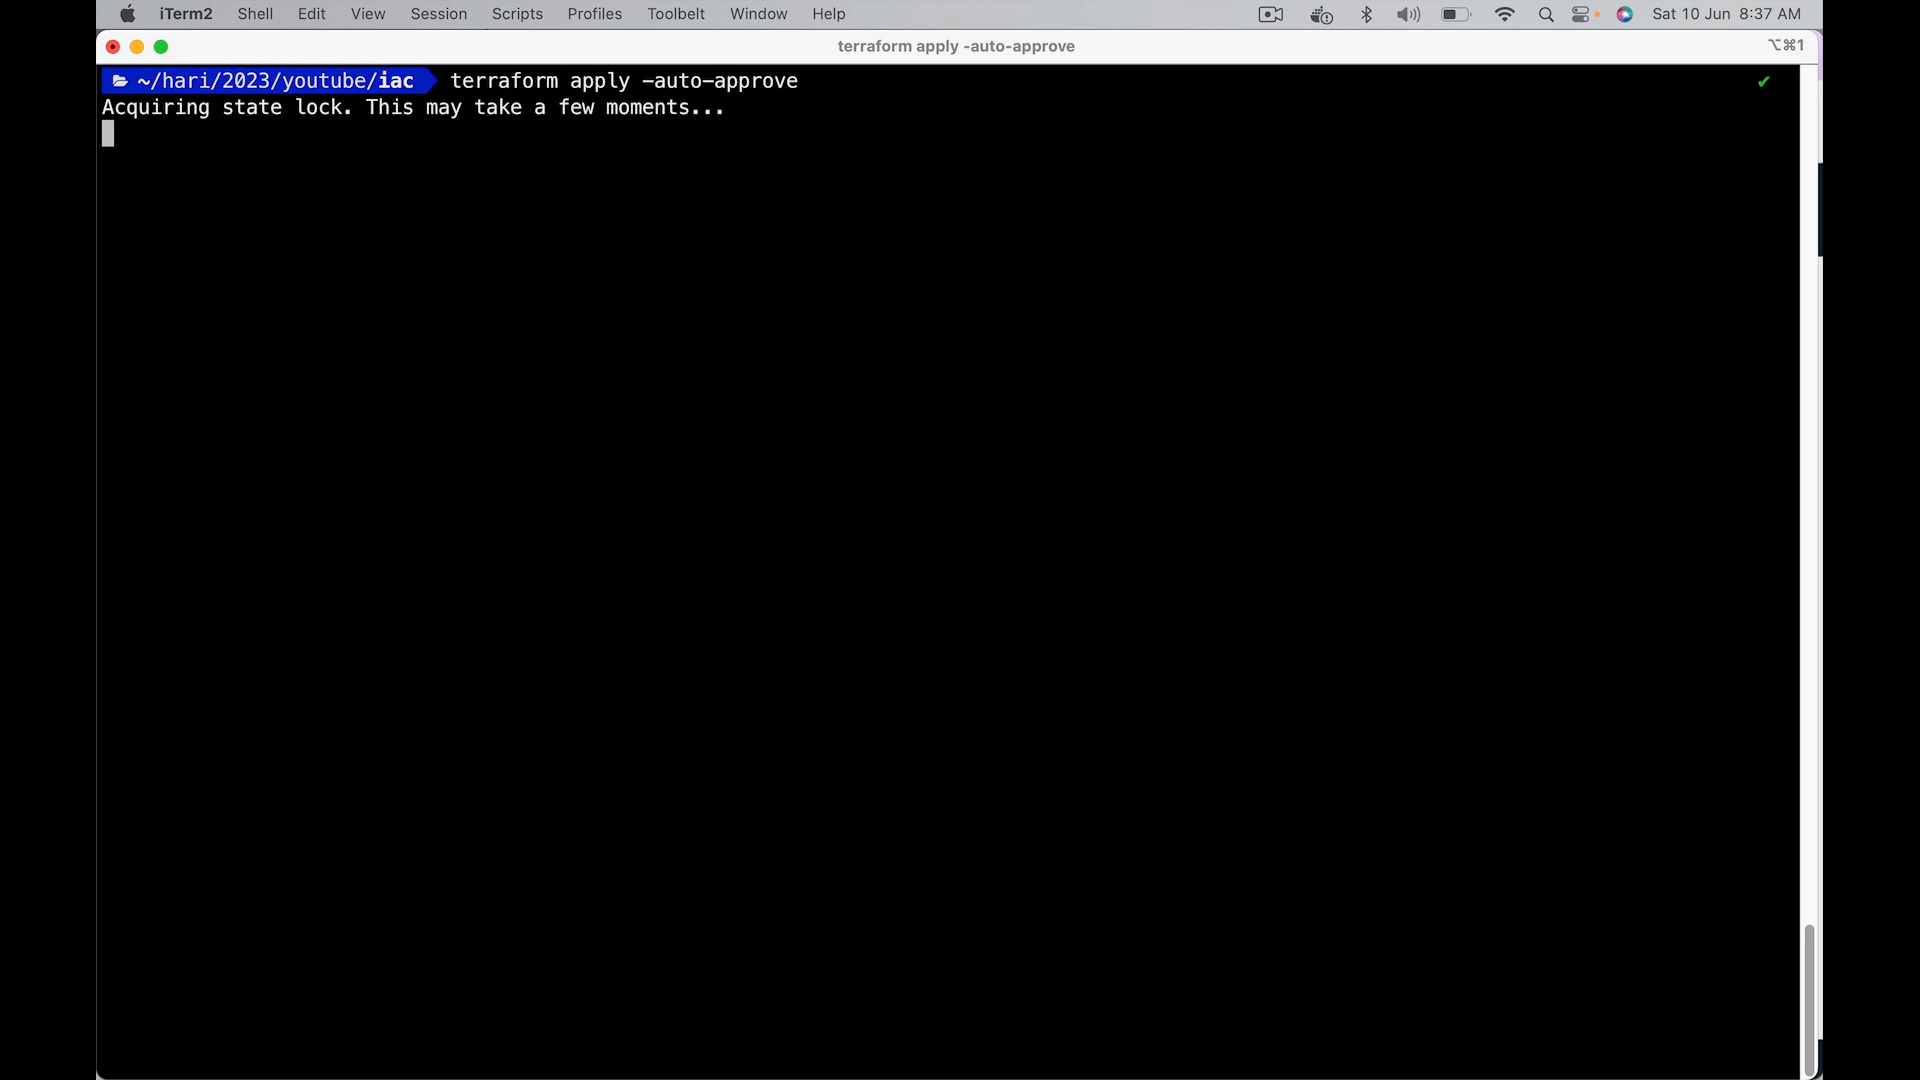 iTerm2 Shell Edit View Session Scripts Profiles Toolbelt Window Help Sat 10 Jun 8:37 AM
terraform apply -auto-approve ⌥⌘1
~/hari/2023/youtube/iac terraform apply -auto-approve ✔
Acquiring state lock. This may take a few moments...